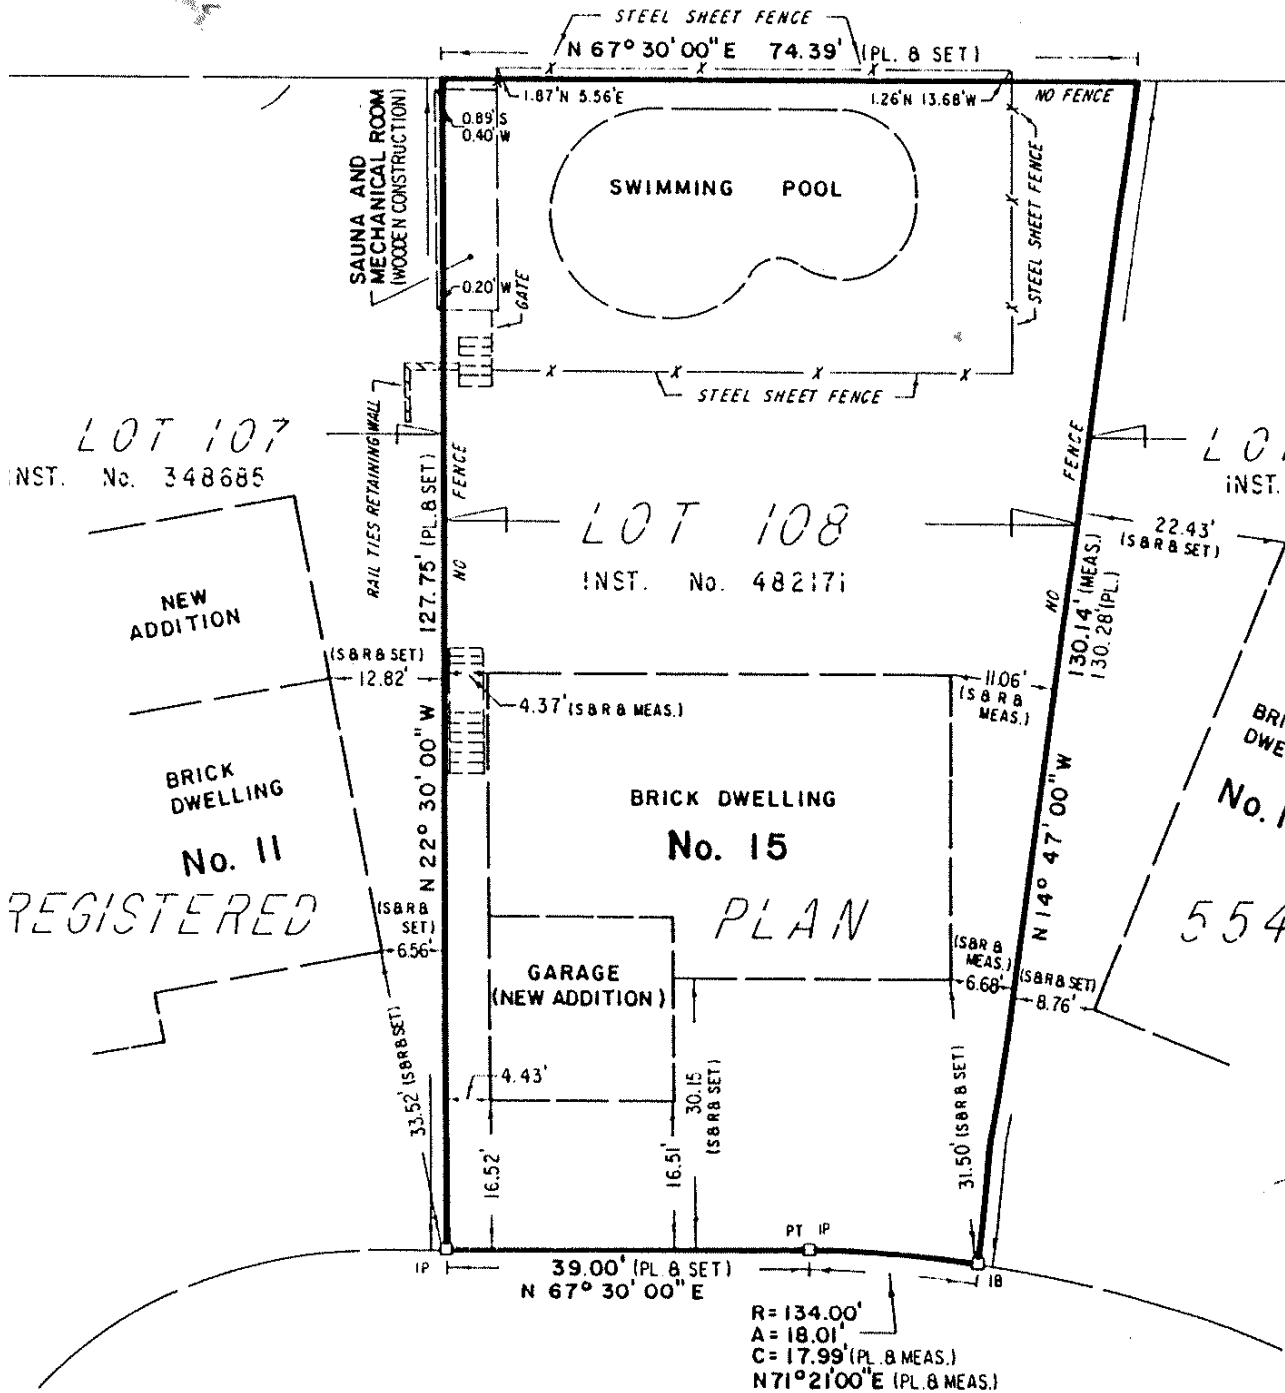 STEEL SHEET FENCE
N 67° 30' 00" E 74.39' (PL. & SET)
1.87'N 5.56'E
1.26'N 13.68'W
NO FENCE
0.89'S
0.40'W
SAUNA AND
MECHANICAL ROOM
(WOODEN CONSTRUCTION)
SWIMMING POOL
STEEL SHEET FENCE
0.20' W
GATE
STEEL SHEET FENCE
RAIL TIES RETAINING WALL
LOT 107
INST. No. 348685
127.75' (PL. & SET)
NO FENCE
LOT 108
INST. No. 482171
NO FENCE
INST.
22.43'
(S&R & SET)
130.14' (MEAS.)
130.28' (PL.)
NEW
ADDITION
(S&R & SET)
12.82'
4.37' (S&R & MEAS.)
11.06'
(S&R &
MEAS.)
N 22° 30' 00" W
N 14° 47' 00" W
BRICK
DWELLING
No. 11
BRICK DWELLING
No. 15
REGISTERED PLAN 554
(S&R &
SET)
6.56'
(S&R &
MEAS.)
6.68'
(S&R & SET)
8.76'
GARAGE
(NEW ADDITION)
33.52' (S&R & SET)
4.43'
30.15
(S&R & SET)
31.50' (S&R & SET)
16.52'
16.51'
PT IP
IP
39.00' (PL. & SET)
N 67° 30' 00" E
IB
R = 134.00'
A = 18.01'
C = 17.99' (PL. & MEAS.)
N 71° 21' 00" E (PL. & MEAS.)